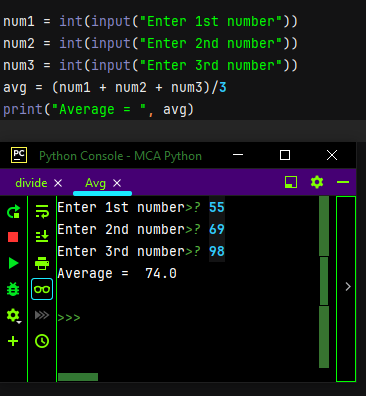 num1 = int(input("Enter 1st number"))
num2 = int(input("Enter 2nd number"))
num3 = int(input("Enter 3rd number"))
avg = (num1 + num2 + num3)/3
print("Average = ", avg)
PC Python Console - MCA Python
divide Avg
Enter 1st number>? 55
Enter 2nd number>? 69
Enter 3rd number>? 98
Average =  74.0
>>>